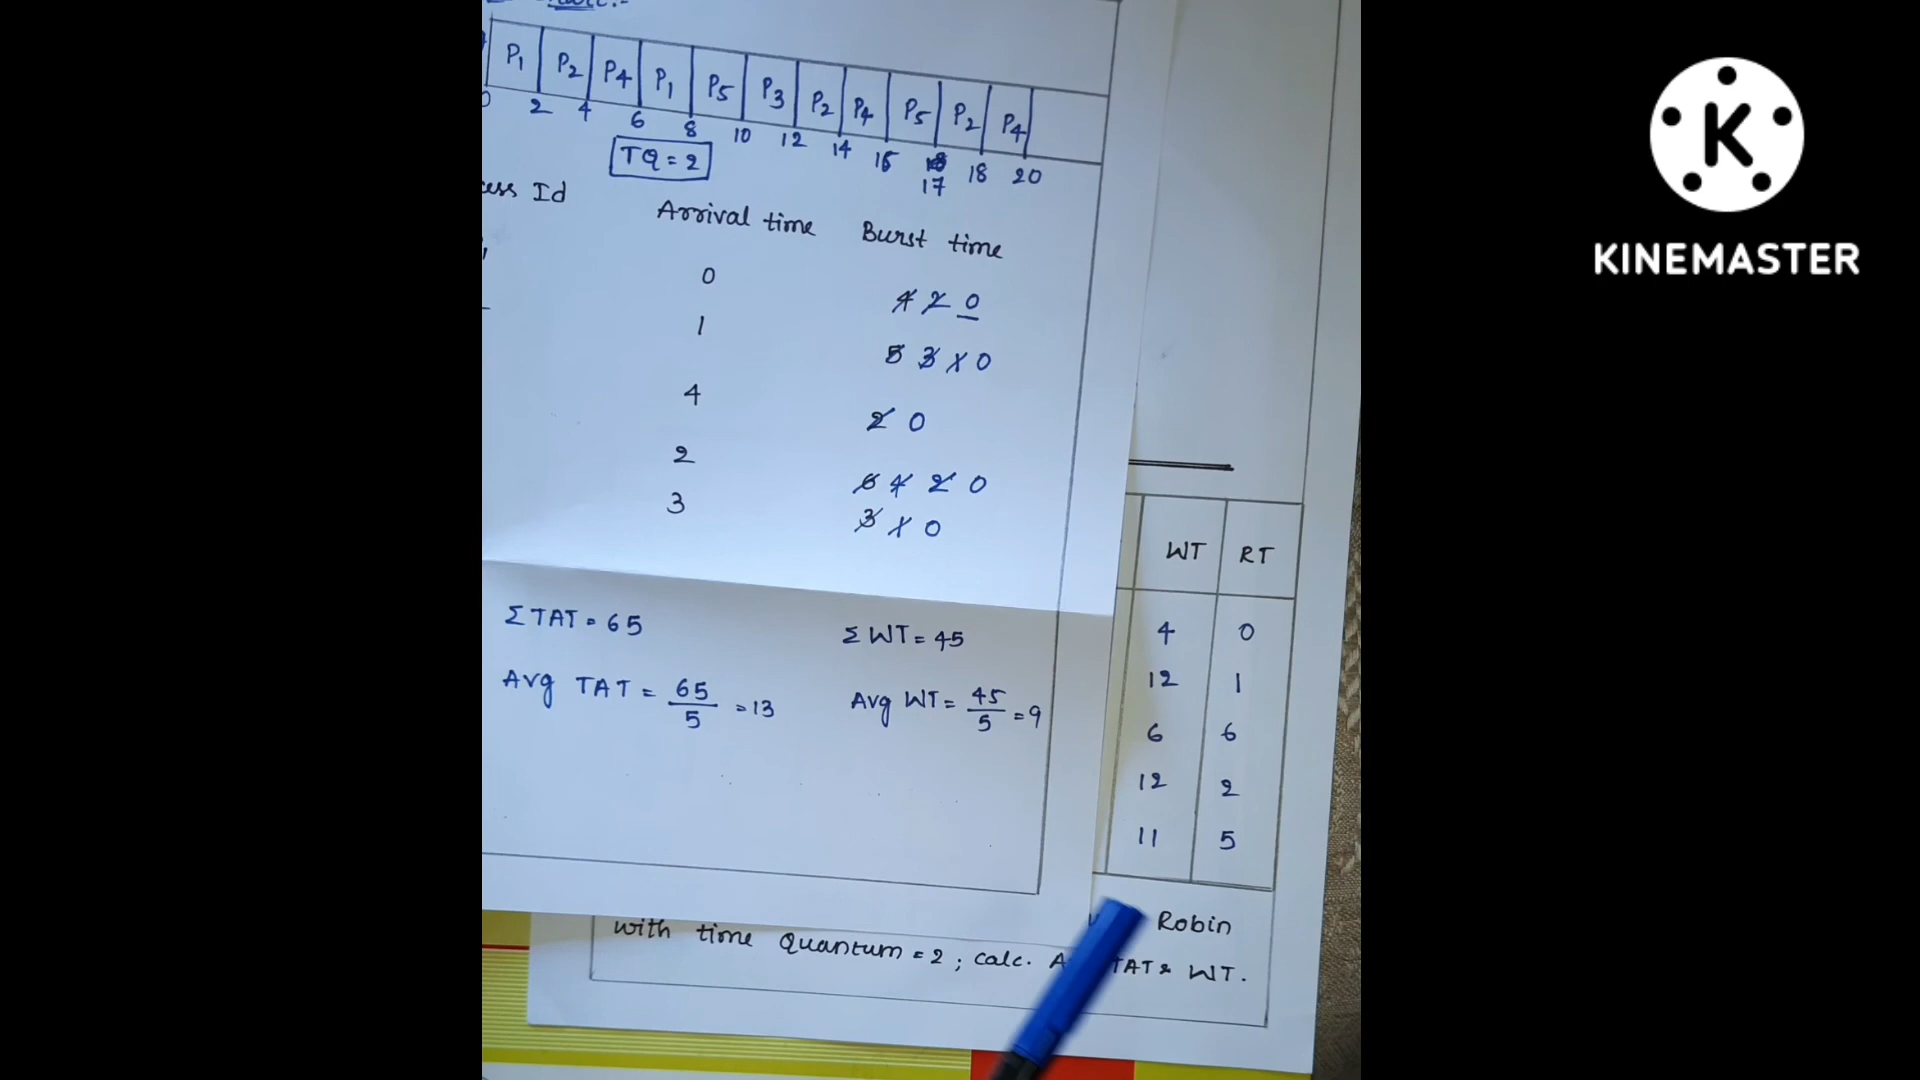 P1 P2 P4 P1 P5 P3 P2 P4 P5 P2 P4
0 2 4 6 8 10 12 14 16 17 18 20
TQ = 2
cess Id Arrival time Burst time
0 4 2 0
1 5 3 1 0
4 2 0
2 6 4 2 0
3 3 1 0
Σ TAT = 65 Σ WT = 45
Avg TAT = 65/5 = 13 Avg WT = 45/5 = 9
WT RT
4 0
12 1
6 6
12 2
11 5
Robin
with time Quantum = 2 ; calc. TAT & WT.
K
KINEMASTER